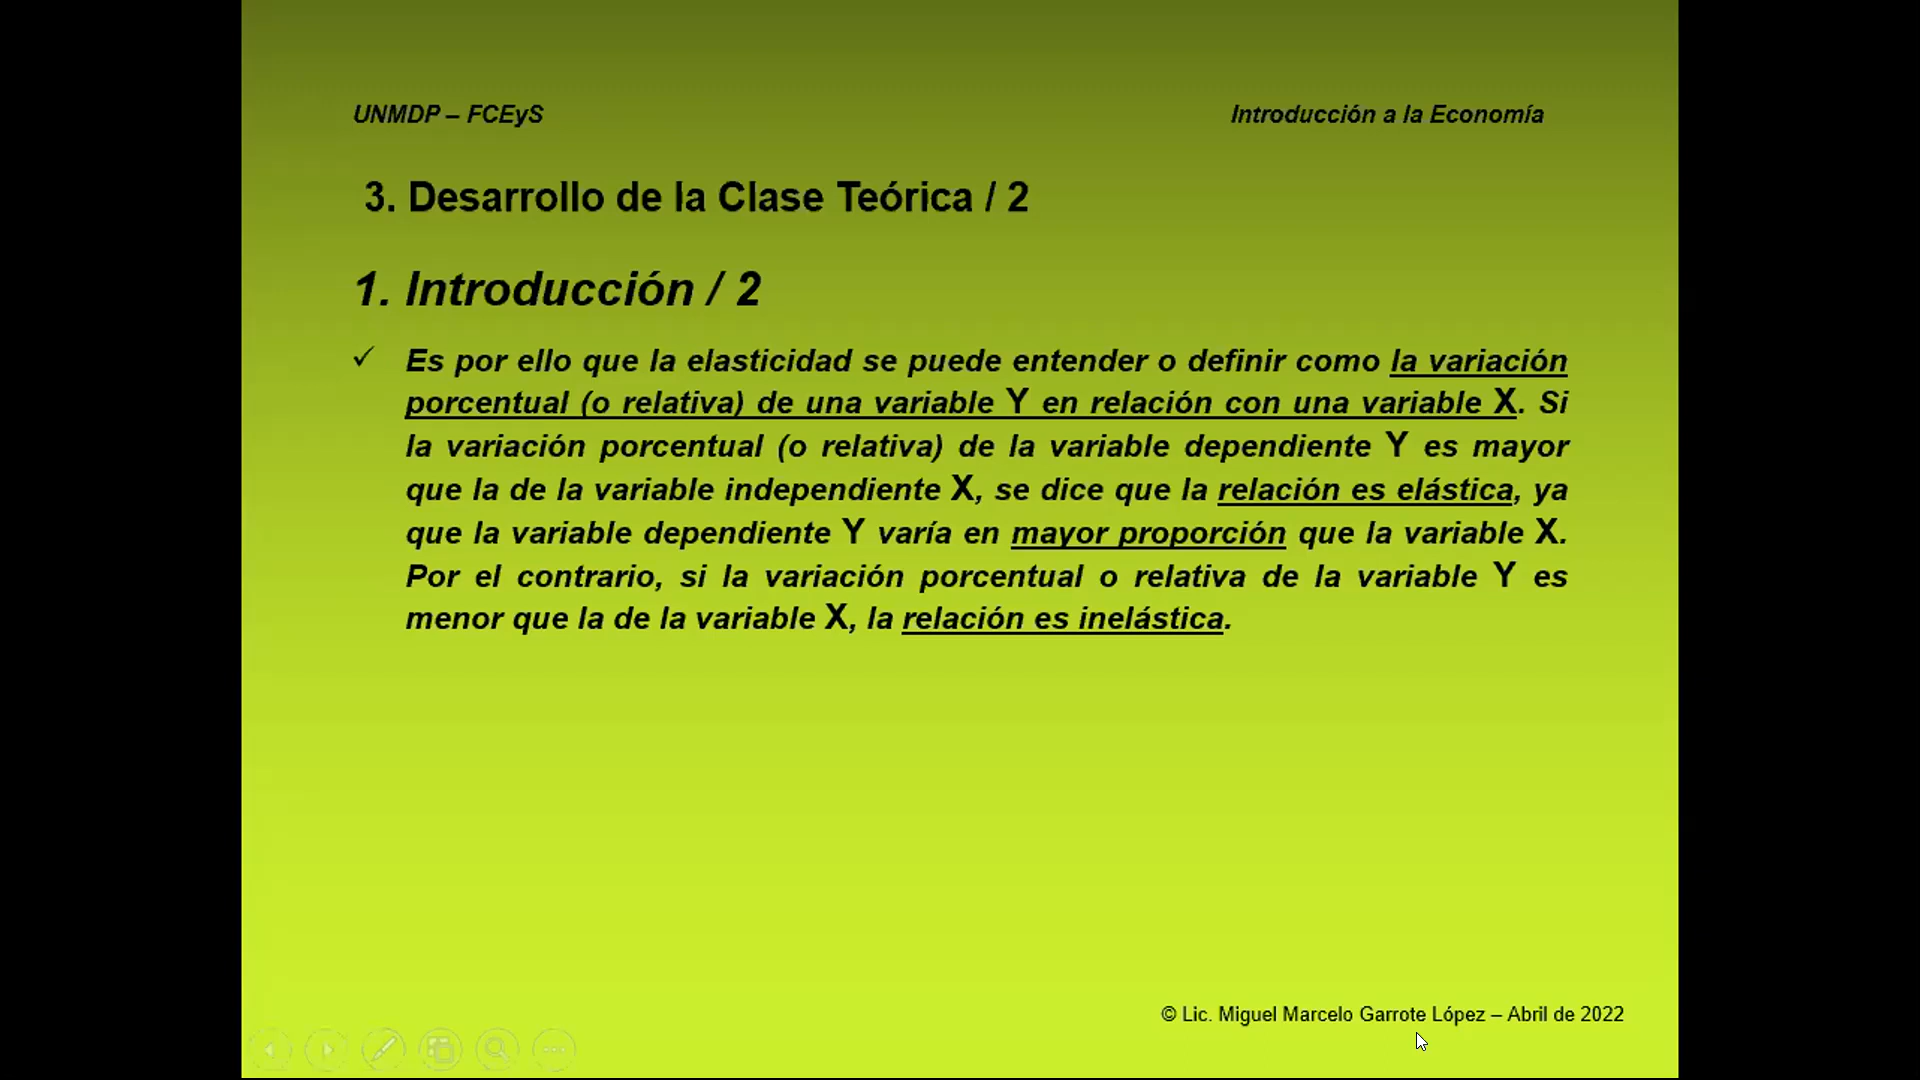 UNMDP – FCEyS
Introducción a la Economía
3. Desarrollo de la Clase Teórica / 2
1. Introducción / 2
✓ Es por ello que la elasticidad se puede entender o definir como la variación
porcentual (o relativa) de una variable Y en relación con una variable X. Si
la variación porcentual (o relativa) de la variable dependiente Y es mayor
que la de la variable independiente X, se dice que la relación es elástica, ya
que la variable dependiente Y varía en mayor proporción que la variable X.
Por el contrario, si la variación porcentual o relativa de la variable Y es
menor que la de la variable X, la relación es inelástica.
© Lic. Miguel Marcelo Garrote López – Abril de 2022